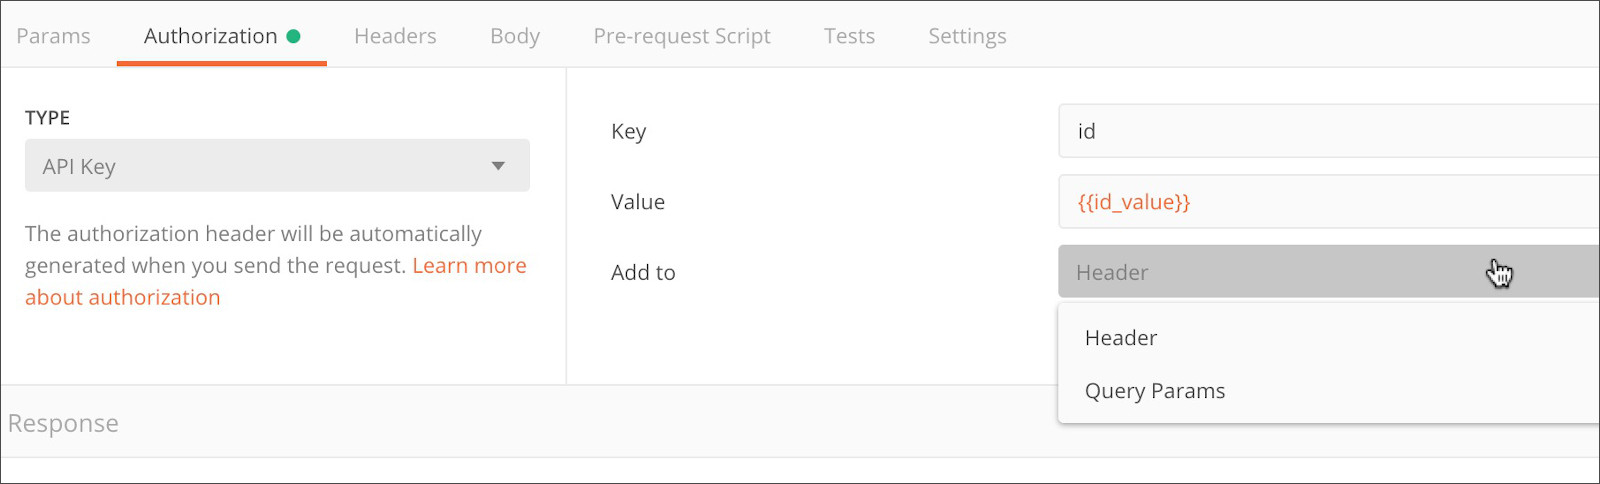 Params Authorization Headers Body Pre-request Script Tests Settings
TYPE
API Key
The authorization header will be automatically
generated when you send the request. Learn more
about authorization
Key id
Value {{id_value}}
Add to Header
Header
Query Params
Response